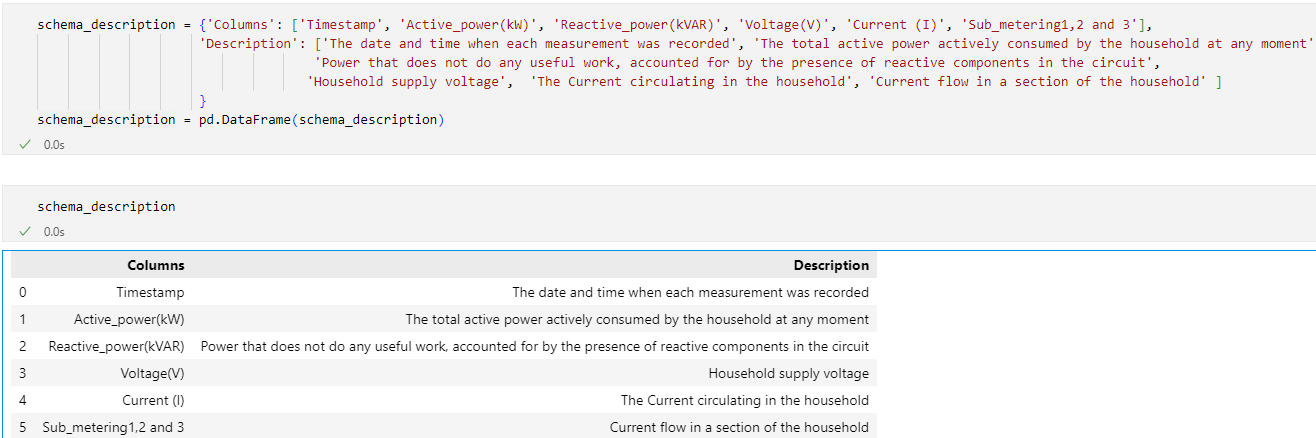 schema_description = {'Columns': ['Timestamp', 'Active_power(kW)', 'Reactive_power(kVAR)', 'Voltage(V)', 'Current (I)', 'Sub_metering1,2 and 3'],
'Description': ['The date and time when each measurement was recorded', 'The total active power actively consumed by the household at any moment'
'Power that does not do any useful work, accounted for by the presence of reactive components in the circuit',
'Household supply voltage',  'The Current circulating in the household', 'Current flow in a section of the household' ]
}
schema_description = pd.DataFrame(schema_description)
✓ 0.0s
schema_description
✓ 0.0s
Columns Description
0 Timestamp The date and time when each measurement was recorded
1 Active_power(kW) The total active power actively consumed by the household at any moment
2 Reactive_power(kVAR) Power that does not do any useful work, accounted for by the presence of reactive components in the circuit
3 Voltage(V) Household supply voltage
4 Current (I) The Current circulating in the household
5 Sub_metering1,2 and 3 Current flow in a section of the household